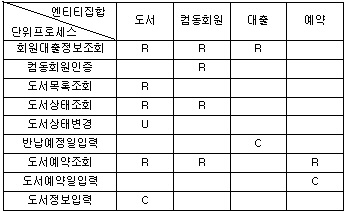 엔티티집합 도서 컴동회원 대출 예약
단위프로세스
회원대출정보조회 R R R
컴동회원인증 R
도서목록조회 R
도서상태조회 R R
도서상태변경 U
반납예정일입력 C
도서예약조회 R R R
도서예약일입력 C
도서정보입력 C